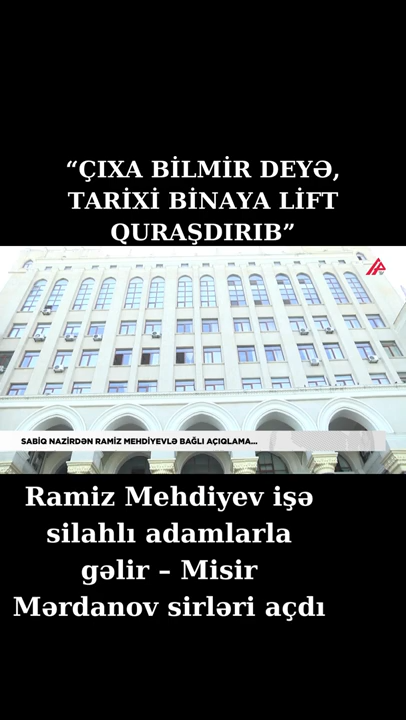 “ÇIXA BİLMİR DEYƏ,
TARİXİ BİNAYA LİFT
QURAŞDIRIB”
SABİQ NAZİRDƏN RAMİZ MEHDİYEVLƏ BAĞLI AÇIQLAMA...
Ramiz Mehdiyev işə
silahlı adamlarla
gəlir – Misir
Mərdanov sirləri açdı